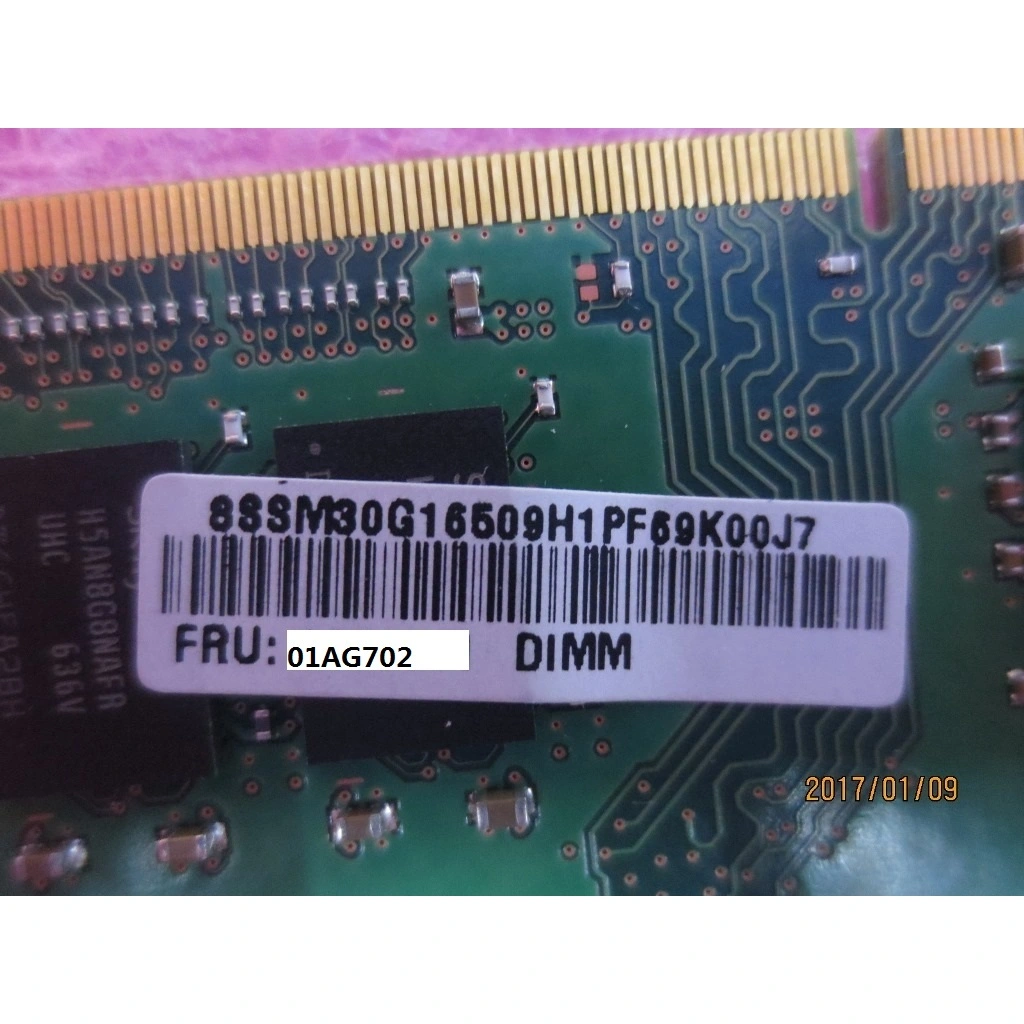 8SSM30G16509H1PF69K00J7
FRU: 01AG702 DIMM
H5AN8G8NAFR
UHC 636V
2017/01/09